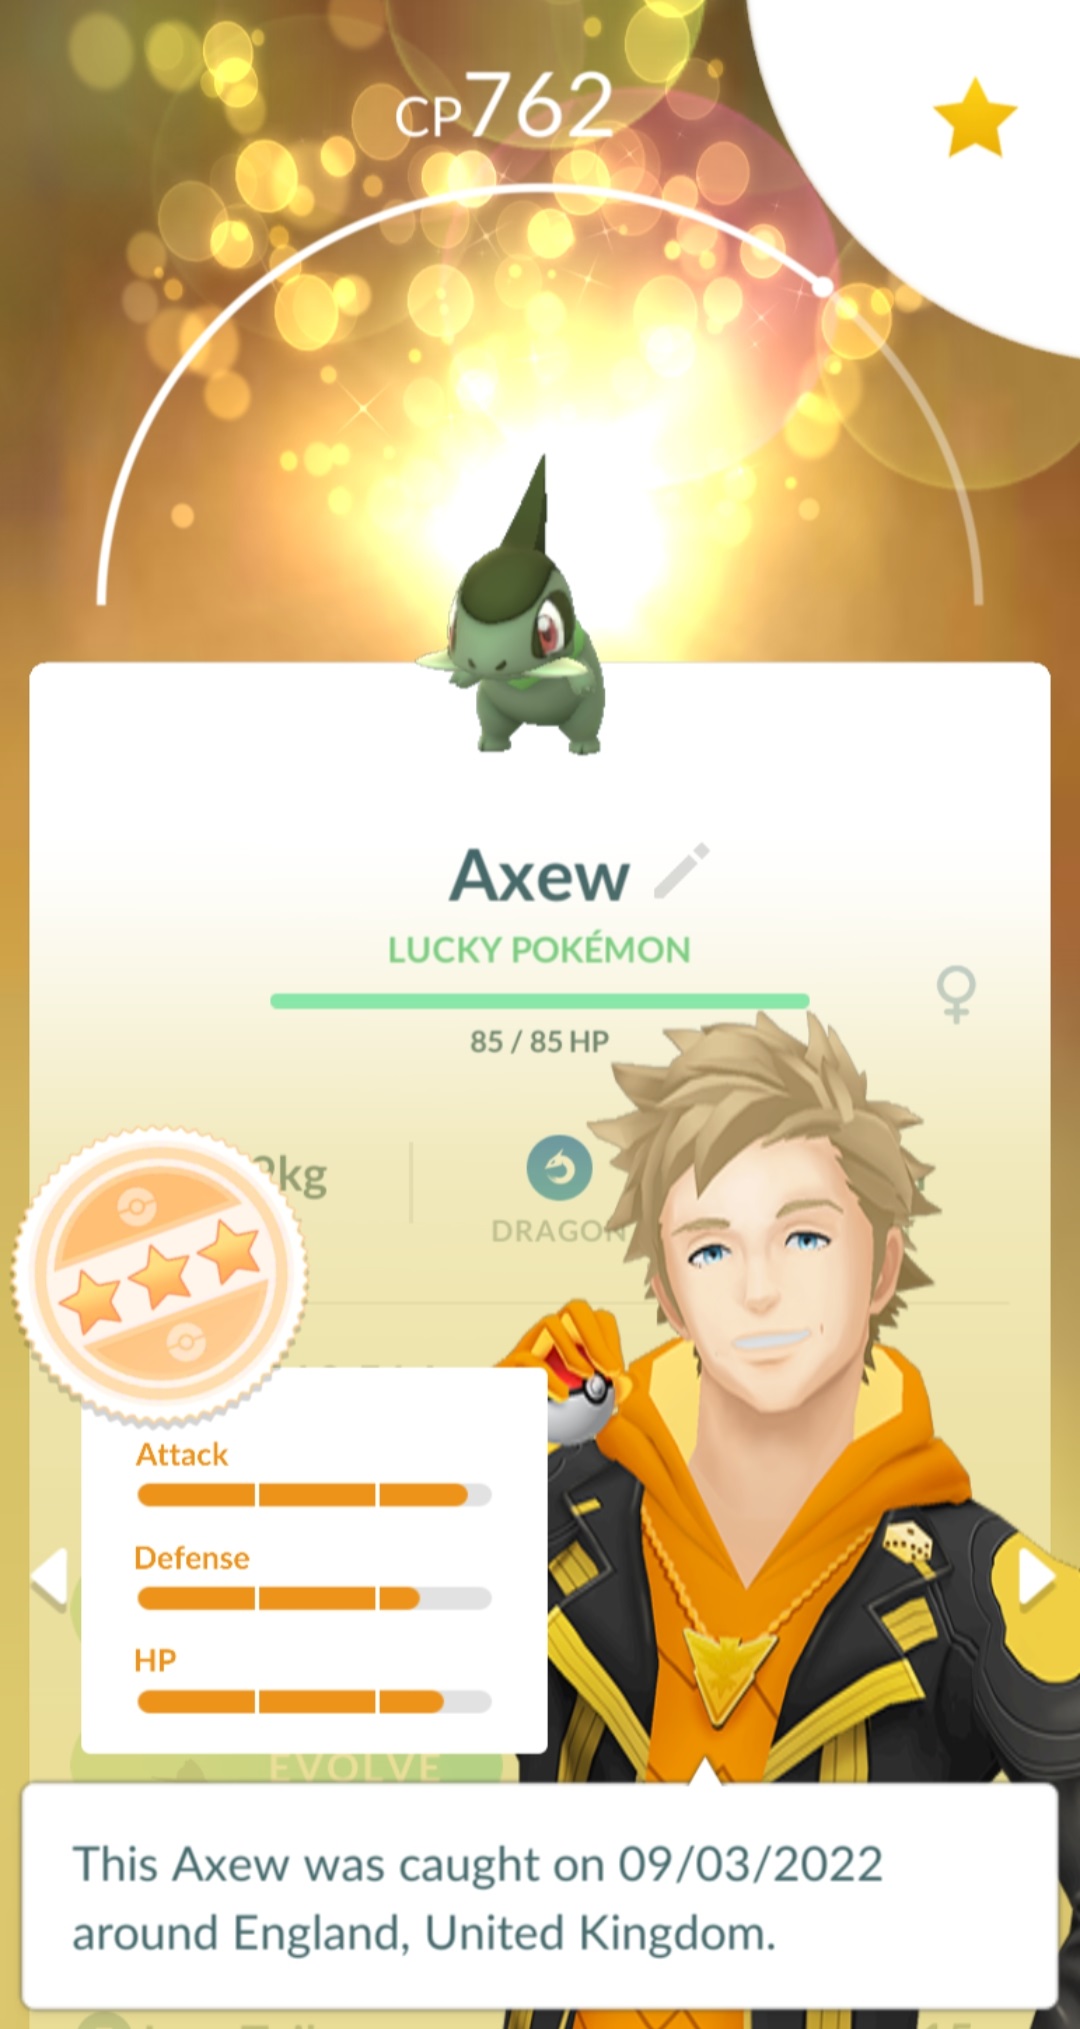 CP762
Axew
LUCKY POKÉMON
85 / 85 HP
kg
DRAGON
Attack
Defense
HP
EVOLVE
This Axew was caught on 09/03/2022
around England, United Kingdom.